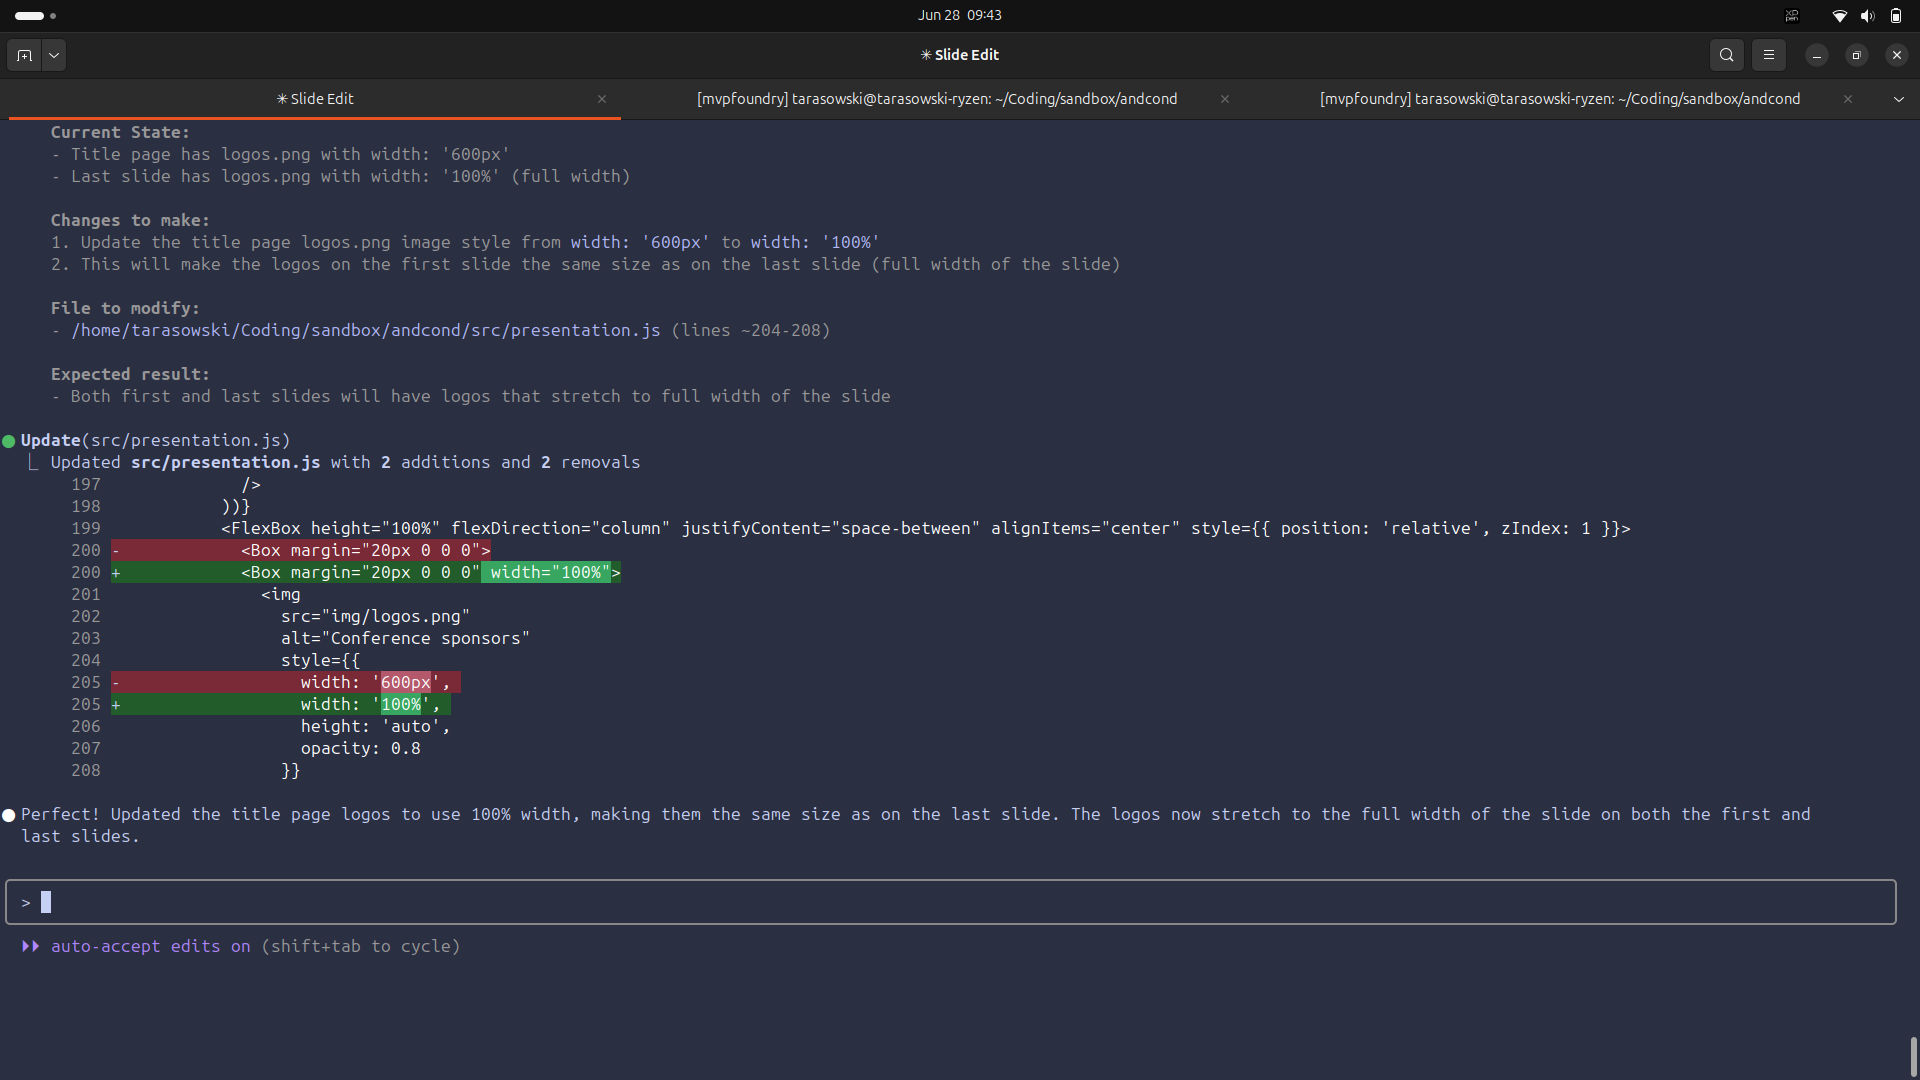 Jun 28 09:43
XP pen
✳ Slide Edit
✳ Slide Edit
[mvpfoundry] tarasowski@tarasowski-ryzen: ~/Coding/sandbox/andcond
[mvpfoundry] tarasowski@tarasowski-ryzen: ~/Coding/sandbox/andcond
Current State:
- Title page has logos.png with width: '600px'
- Last slide has logos.png with width: '100%' (full width)
Changes to make:
1. Update the title page logos.png image style from width: '600px' to width: '100%'
2. This will make the logos on the first slide the same size as on the last slide (full width of the slide)
File to modify:
- /home/tarasowski/Coding/sandbox/andcond/src/presentation.js (lines ~204-208)
Expected result:
- Both first and last slides will have logos that stretch to full width of the slide
Update(src/presentation.js)
Updated src/presentation.js with 2 additions and 2 removals
197 />
198 ))}
199 <FlexBox height="100%" flexDirection="column" justifyContent="space-between" alignItems="center" style={{ position: 'relative', zIndex: 1 }}>
200 - <Box margin="20px 0 0 0">
200 + <Box margin="20px 0 0 0" width="100%">
201 <img
202 src="img/logos.png"
203 alt="Conference sponsors"
204 style={{
205 - width: '600px',
205 + width: '100%',
206 height: 'auto',
207 opacity: 0.8
208 }}
Perfect! Updated the title page logos to use 100% width, making them the same size as on the last slide. The logos now stretch to the full width of the slide on both the first and
last slides.
>
auto-accept edits on (shift+tab to cycle)